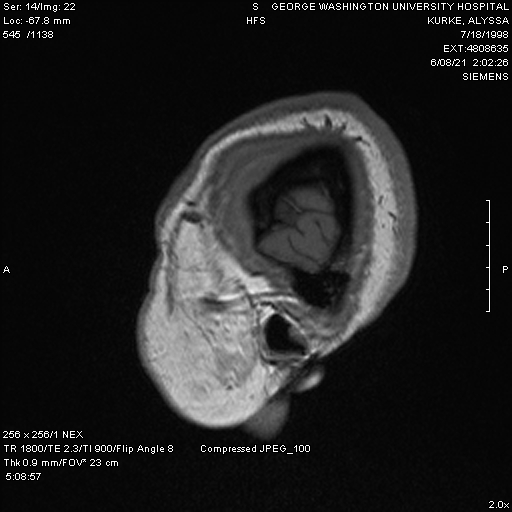 Ser: 14/Img: 22
Loc: -67.8 mm
545 /1138
S
HFS
GEORGE WASHINGTON UNIVERSITY HOSPITAL
KURKE, ALYSSA
7/18/1998
EXT:4808635
6/08/21 2:02:26
SIEMENS
A
P
256 x 256/1 NEX
TR 1800/TE 2.3/TI 900/Flip Angle 8
Thk 0.9 mm/FOV* 23 cm
5:08:57
Compressed JPEG_100
2.0x